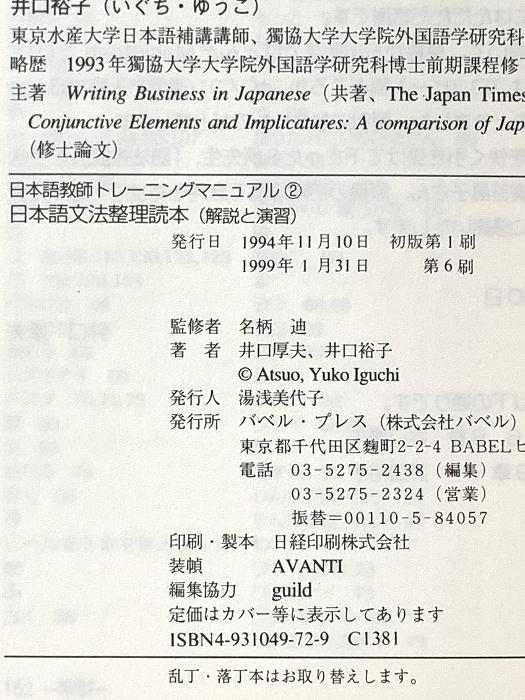 井口裕子(いぐち・ゆうこ)
東京水産大学日本語補講講師、獨協大学大学院外国語学研究科
略歴 1993年獨協大学大学院外国語学研究科博士前期課程修
主著 Writing Business in Japanese(共著、The Japan Times
Conjunctive Elements and Implicatures: A comparison of Jap
(修士論文)
日本語教師トレーニングマニュアル②
日本語文法整理読本(解説と演習)
発行日 1994年11月10日 初版第1刷
1999年 1月31日 第6刷
監修者 名柄 迪
著 者 井口厚夫、井口裕子
© Atsuo, Yuko Iguchi
発行人 湯浅美代子
発行所 バベル・プレス(株式会社バベル)
東京都千代田区麴町2-2-4 BABELビ
電話 03-5275-2438(編集)
03-5275-2324(営業)
振替=00110-5-84057
印刷・製本 日経印刷株式会社
装幀 AVANTI
編集協力 guild
定価はカバー等に表示してあります
ISBN4-931049-72-9 C1381
乱丁・落丁本はお取り替えします。